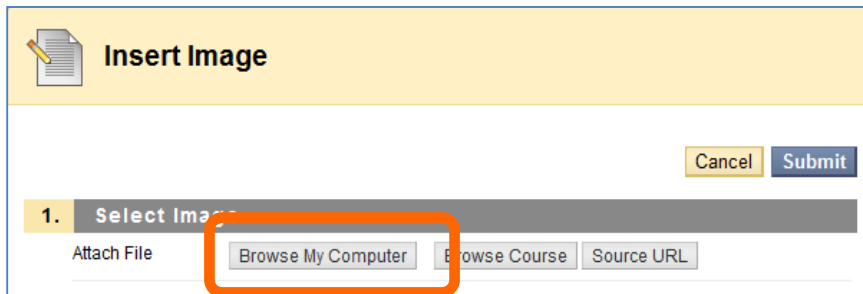 Insert Image
Cancel Submit
1. Select Image
Attach File Browse My Computer Browse Course Source URL